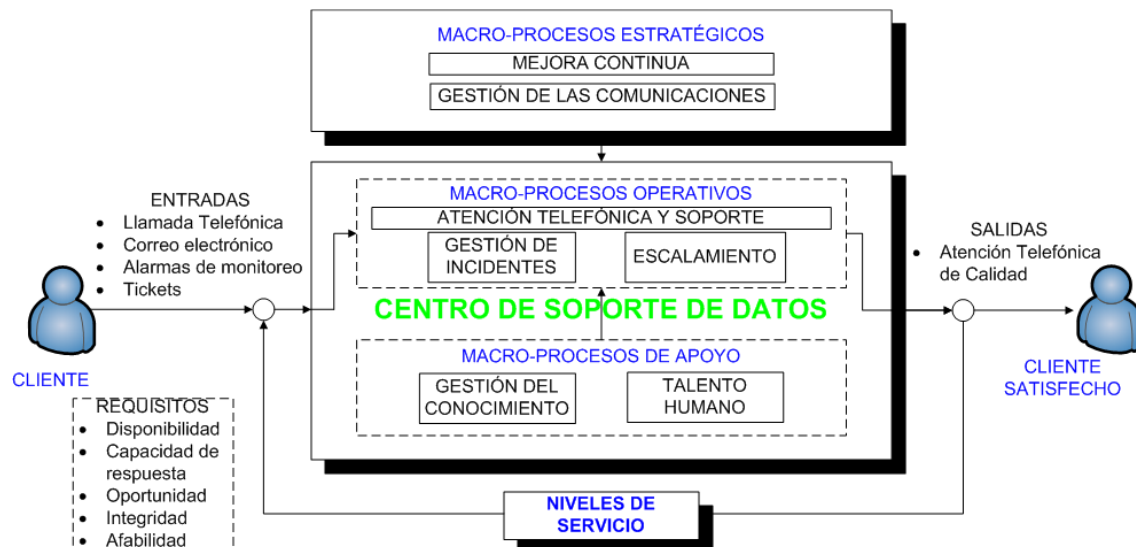 MACRO-PROCESOS ESTRATÉGICOS
MEJORA CONTINUA
GESTIÓN DE LAS COMUNICACIONES
ENTRADAS
• Llamada Telefónica
• Correo electrónico
• Alarmas de monitoreo
• Tickets
CLIENTE
REQUISITOS
• Disponibilidad
• Capacidad de
respuesta
• Oportunidad
• Integridad
• Afabilidad
MACRO-PROCESOS OPERATIVOS
ATENCIÓN TELEFÓNICA Y SOPORTE
GESTIÓN DE
INCIDENTES
ESCALAMIENTO
CENTRO DE SOPORTE DE DATOS
MACRO-PROCESOS DE APOYO
GESTIÓN DEL
CONOCIMIENTO
TALENTO
HUMANO
SALIDAS
• Atención Telefónica
de Calidad
CLIENTE
SATISFECHO
NIVELES DE
SERVICIO